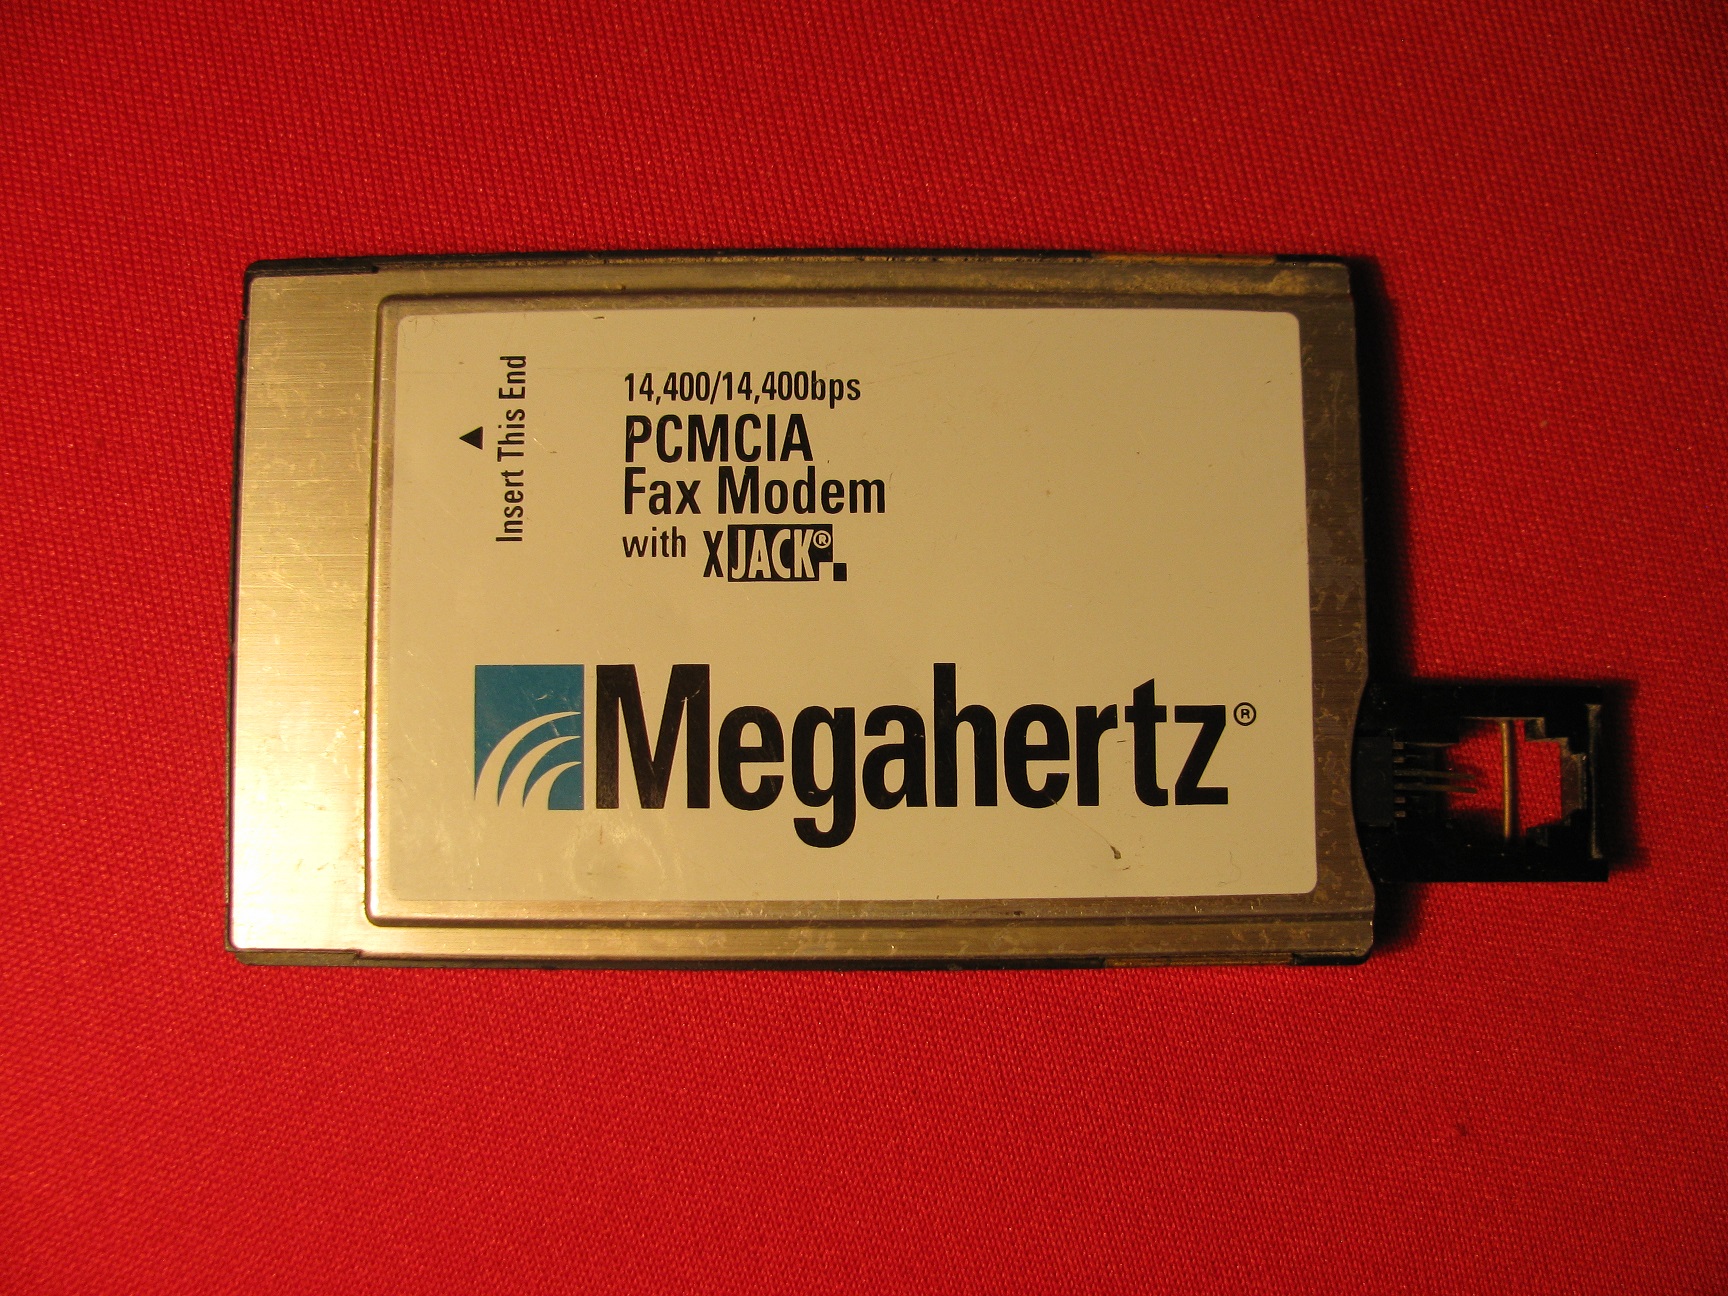 Insert This End
14,400/14,400bps
PCMCIA
Fax Modem
with XJACK®
Megahertz®